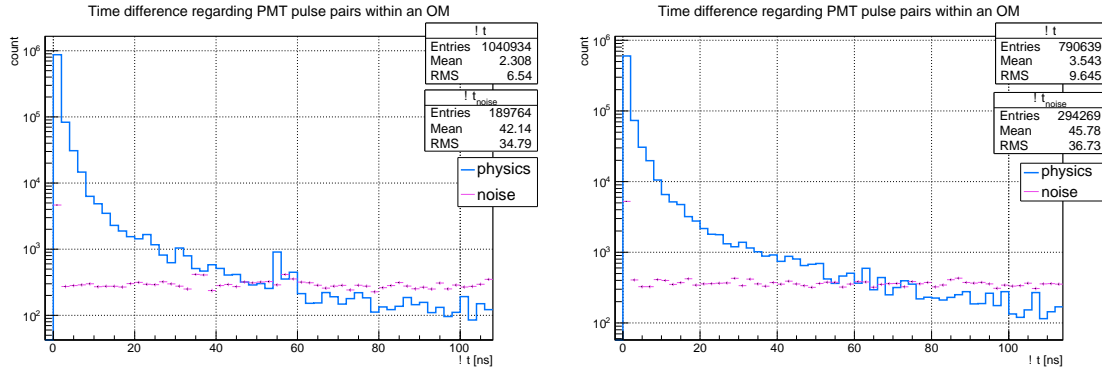 Time difference regarding PMT pulse pairs within an OM
count
10⁶
10⁵
10⁴
10³
10²
0 20 40 60 80 100
! t [ns]
! t
Entries 1040934
Mean 2.308
RMS 6.54
! t_noise
Entries 189764
Mean 42.14
RMS 34.79
physics
noise
Time difference regarding PMT pulse pairs within an OM
count
10⁶
10⁵
10⁴
10³
10²
0 20 40 60 80 100
! t [ns]
! t
Entries 790639
Mean 3.543
RMS 9.645
! t_noise
Entries 294269
Mean 45.78
RMS 36.73
physics
noise